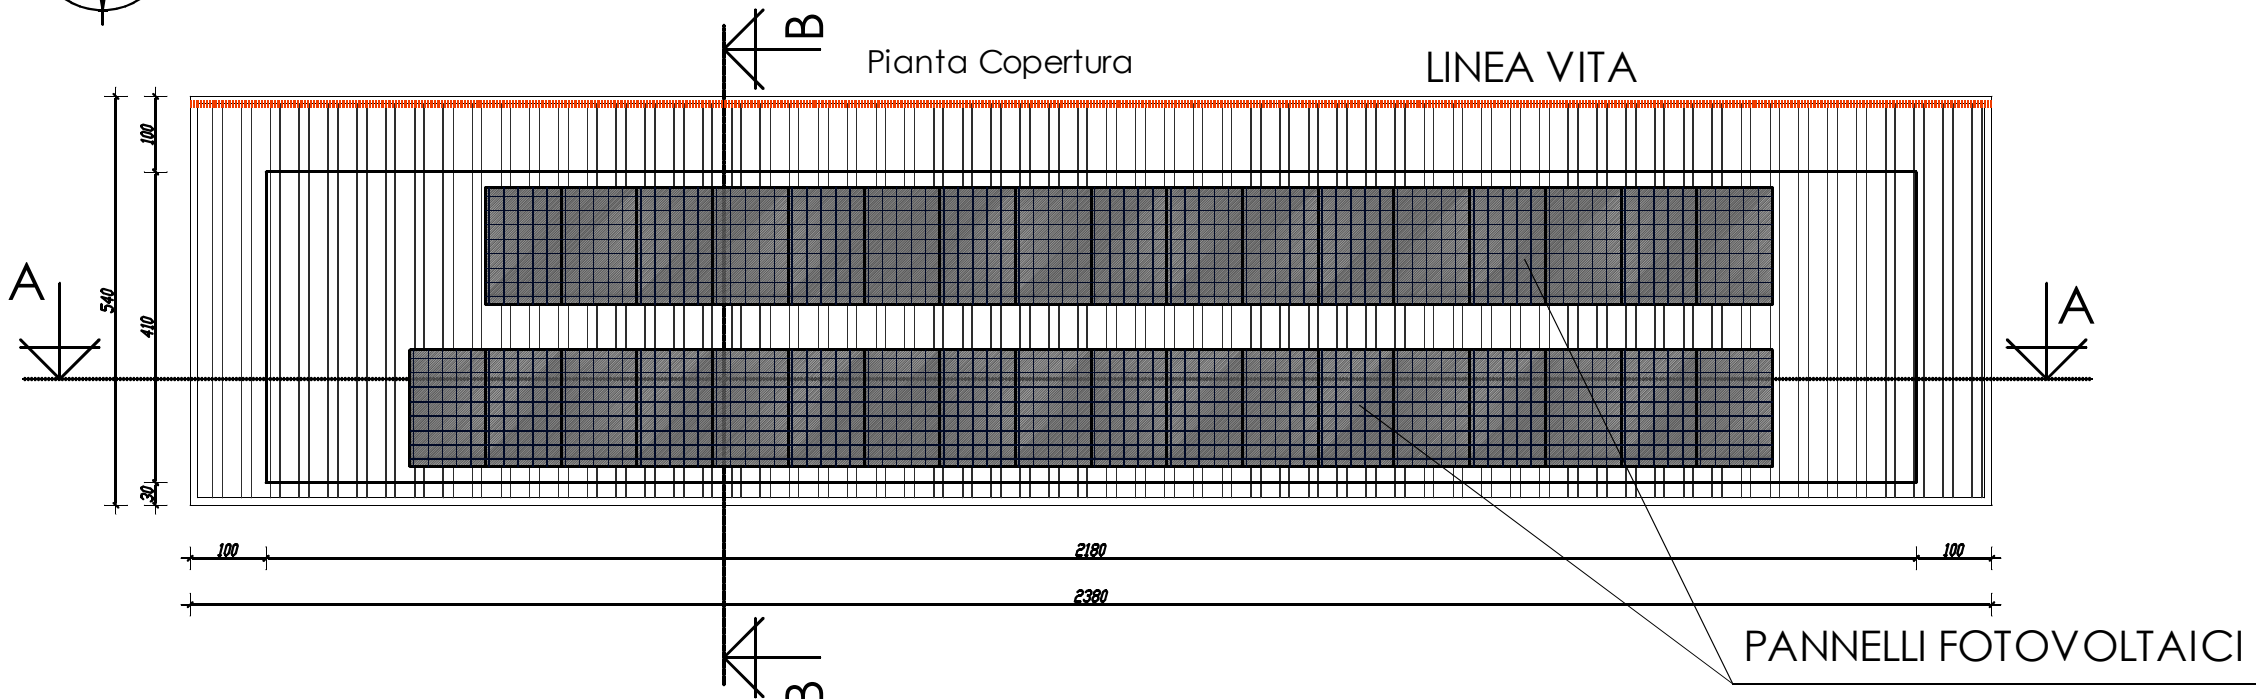 B
Pianta Copertura
LINEA VITA
100
A
540
410
A
30
100
2180
100
2380
PANNELLI FOTOVOLTAICI
B